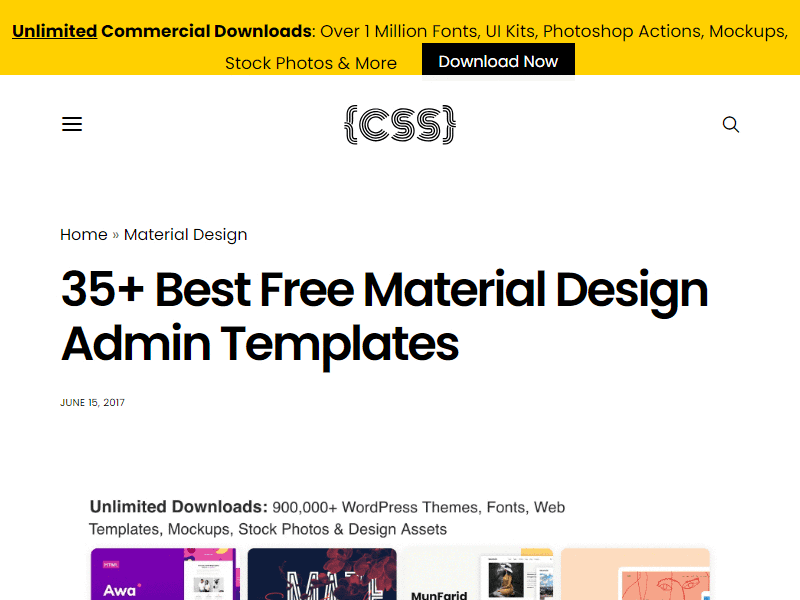 Unlimited Commercial Downloads: Over 1 Million Fonts, UI Kits, Photoshop Actions, Mockups,
Stock Photos & More Download Now
{CSS}
Home » Material Design
35+ Best Free Material Design
Admin Templates
JUNE 15, 2017
Unlimited Downloads: 900,000+ WordPress Themes, Fonts, Web
Templates, Mockups, Stock Photos & Design Assets
HTML
Awa
MunFarid